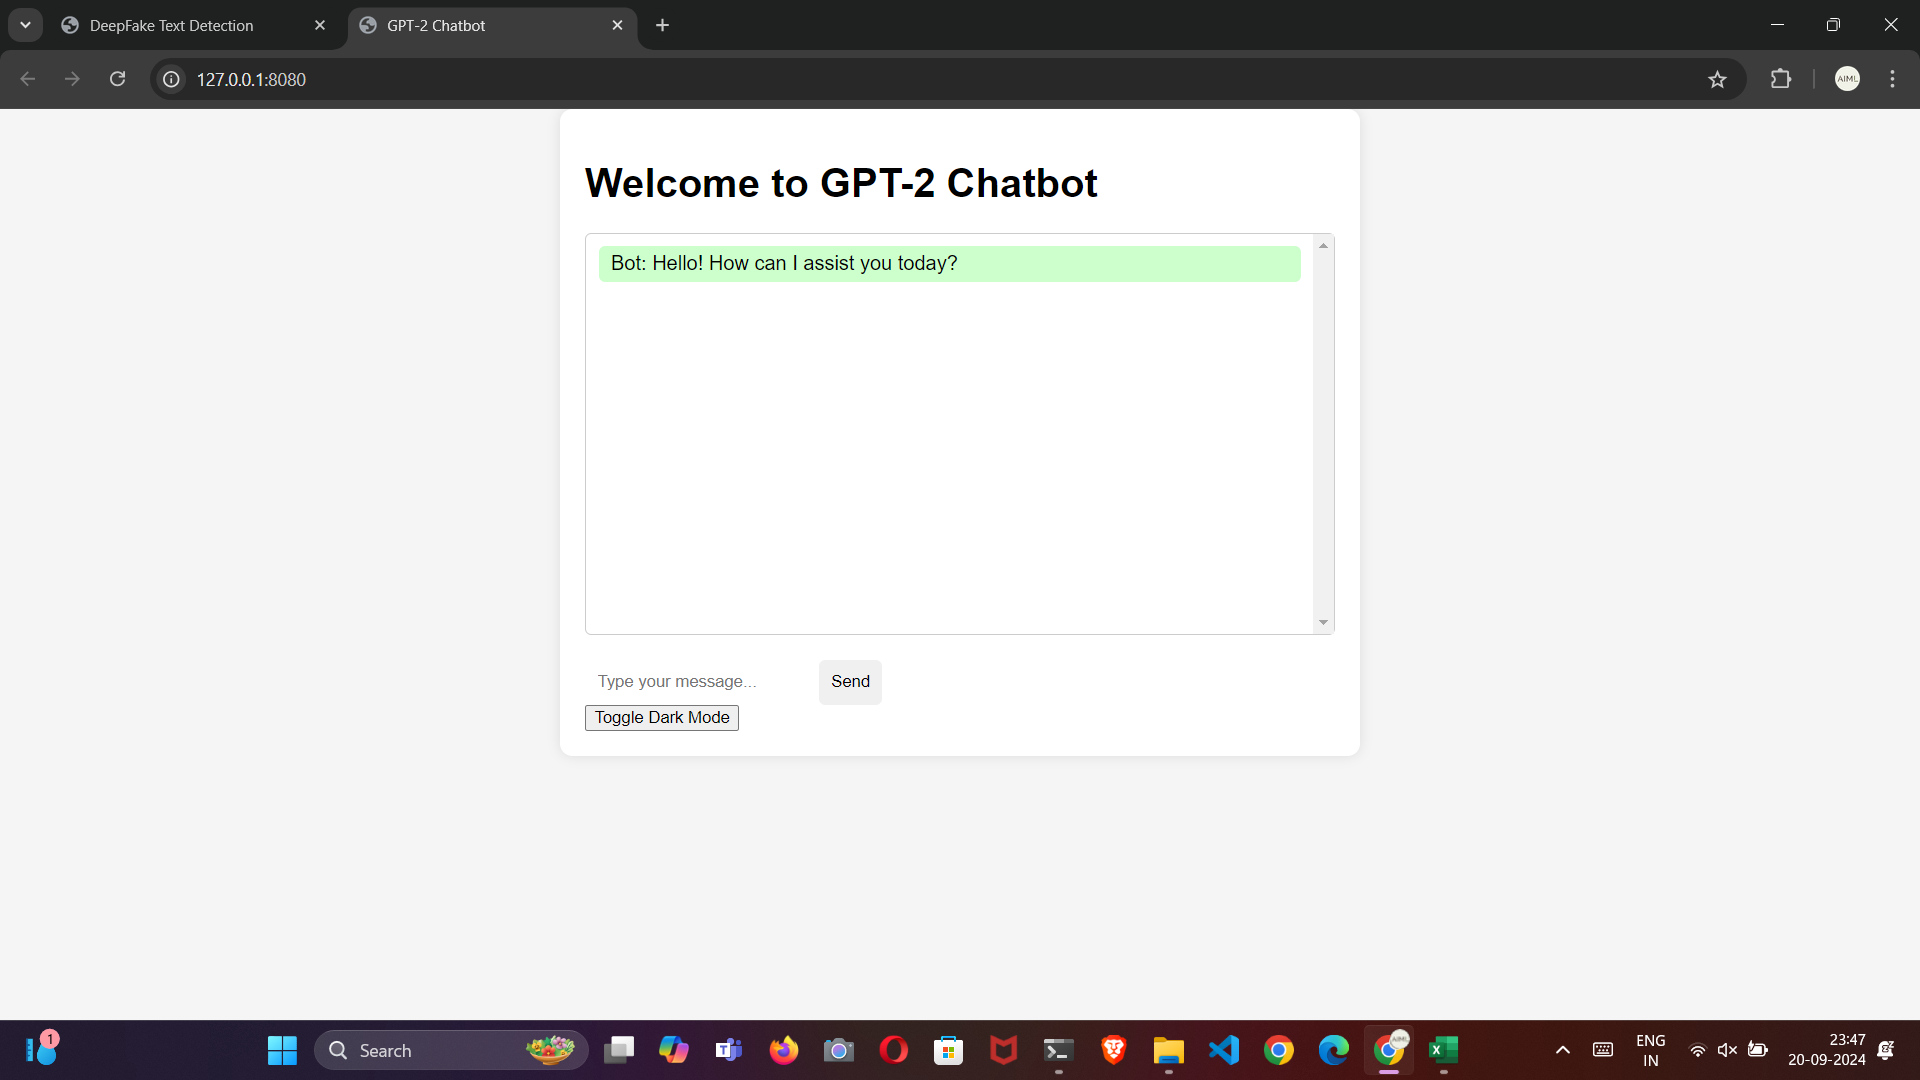 DeepFake Text Detection
GPT-2 Chatbot
127.0.0.1:8080
AIML
Welcome to GPT-2 Chatbot
Bot: Hello! How can I assist you today?
Type your message...
Send
Toggle Dark Mode
1
Search
AIML
ENG
IN
23:47
20-09-2024